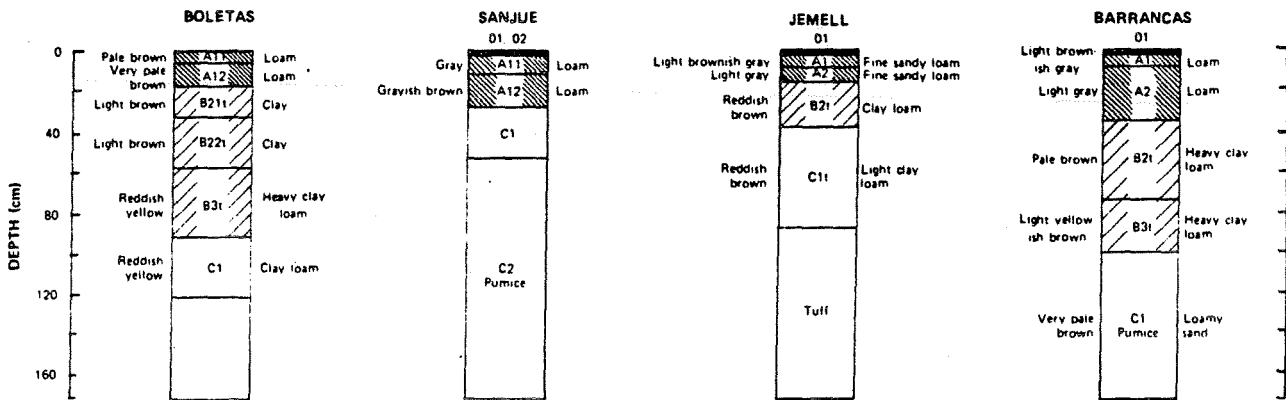 BOLETAS
SANJUE
JEMELL
BARRANCAS
DEPTH (cm)
0
40
80
120
160
Pale brown
A11
Loam
Very pale
brown
A12
Loam
Light brown
B21t
Clay
Light brown
B22t
Clay
Reddish
yellow
B3t
Heavy clay
loam
Reddish
yellow
C1
Clay loam
01, 02
Gray
A11
Loam
Grayish brown
A12
Loam
C1
C2
Pumice
01
Light brownish gray
A1
Fine sandy loam
Light gray
A2
Fine sandy loam
Reddish
brown
B2t
Clay loam
Reddish
brown
C1t
Light clay
loam
Tuff
01
Light brown-
ish gray
A1
Loam
Light gray
A2
Loam
Pale brown
B2t
Heavy clay
loam
Light yellow
ish brown
B3t
Heavy clay
loam
Very pale
brown
C1
Pumice
Loamy
sand